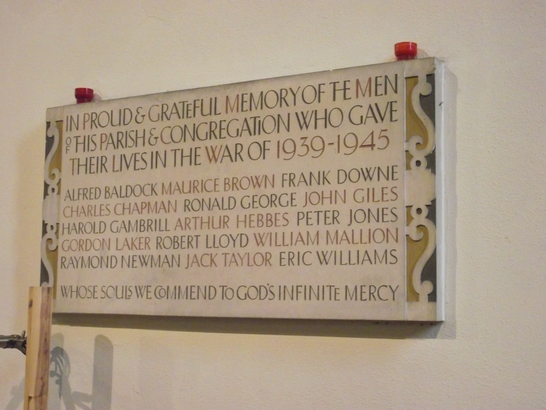 IN PROUD & GRATEFUL MEMORY OF THE MEN
OF THIS PARISH & CONGREGATION WHO GAVE
THEIR LIVES IN THE WAR OF 1939-1945
ALFRED BALDOCK MAURICE BROWN FRANK DOWNE
CHARLES CHAPMAN RONALD GEORGE JOHN GILES
HAROLD GAMBRILL ARTHUR HEBBES PETER JONES
GORDON LAKER ROBERT LLOYD WILLIAM MALLION
RAYMOND NEWMAN JACK TAYLOR ERIC WILLIAMS
WHOSE SOULS WE COMMEND TO GOD'S INFINITE MERCY